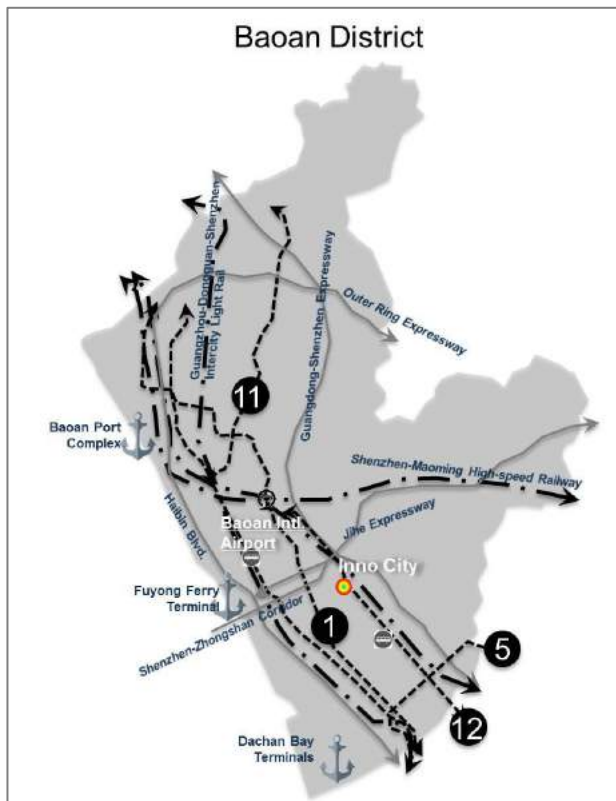 Baoan District
Guangzhou-Dongguan-Shenzhen
Intercity Light Rail
Guangdong-Shenzhen Expressway
Outer Ring Expressway
11
Baoan Port
Complex
Shenzhen-Maoming High-speed Railway
Haibin Blvd.
Baoan Intl.
Airport
Jihe Expressway
Inno City
Fuyong Ferry
Terminal
Shenzhen-Zhongshan Corridor
1
5
12
Dachan Bay
Terminals